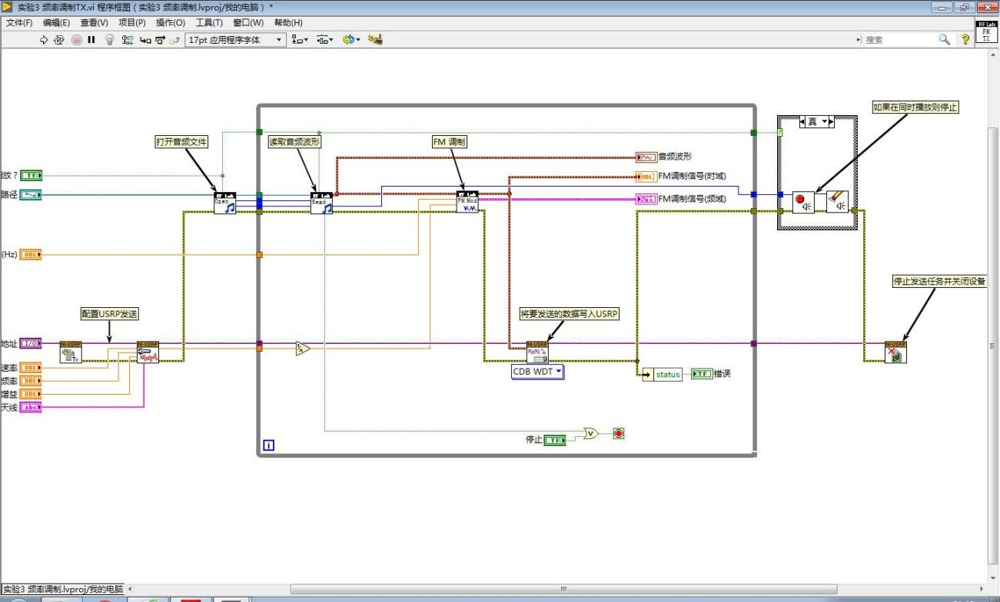 实验3 频率调制TX.vi 程序框图（实验3 频率调制.lvproj/我的电脑） *
文件(F) 编辑(E) 查看(V) 项目(P) 操作(O) 工具(T) 窗口(W) 帮助(H)
17pt 应用程序字体
搜索
RF Lab
FM
TX
如果在同时播放则停止
真
打开音频文件
读取音频波形
FM 调制
音频波形
放？
TF
DBL
FM调制信号(时域)
路径
Open
Read
FM Mod
FM调制信号(频域)
(Hz)
DBL
停止发送任务并关闭设备
配置USRP发送
将要发送的数据写入USRP
地址
I/O
NI-USRP
NI-USRP
NI-USRP
NI-USRP
Tx
速率
DBL
CDB WDT
status
TF
错误
频率
DBL
增益
DBL
天线
abc
停止
TF
V
i
实验3 频率调制.lvproj/我的电脑